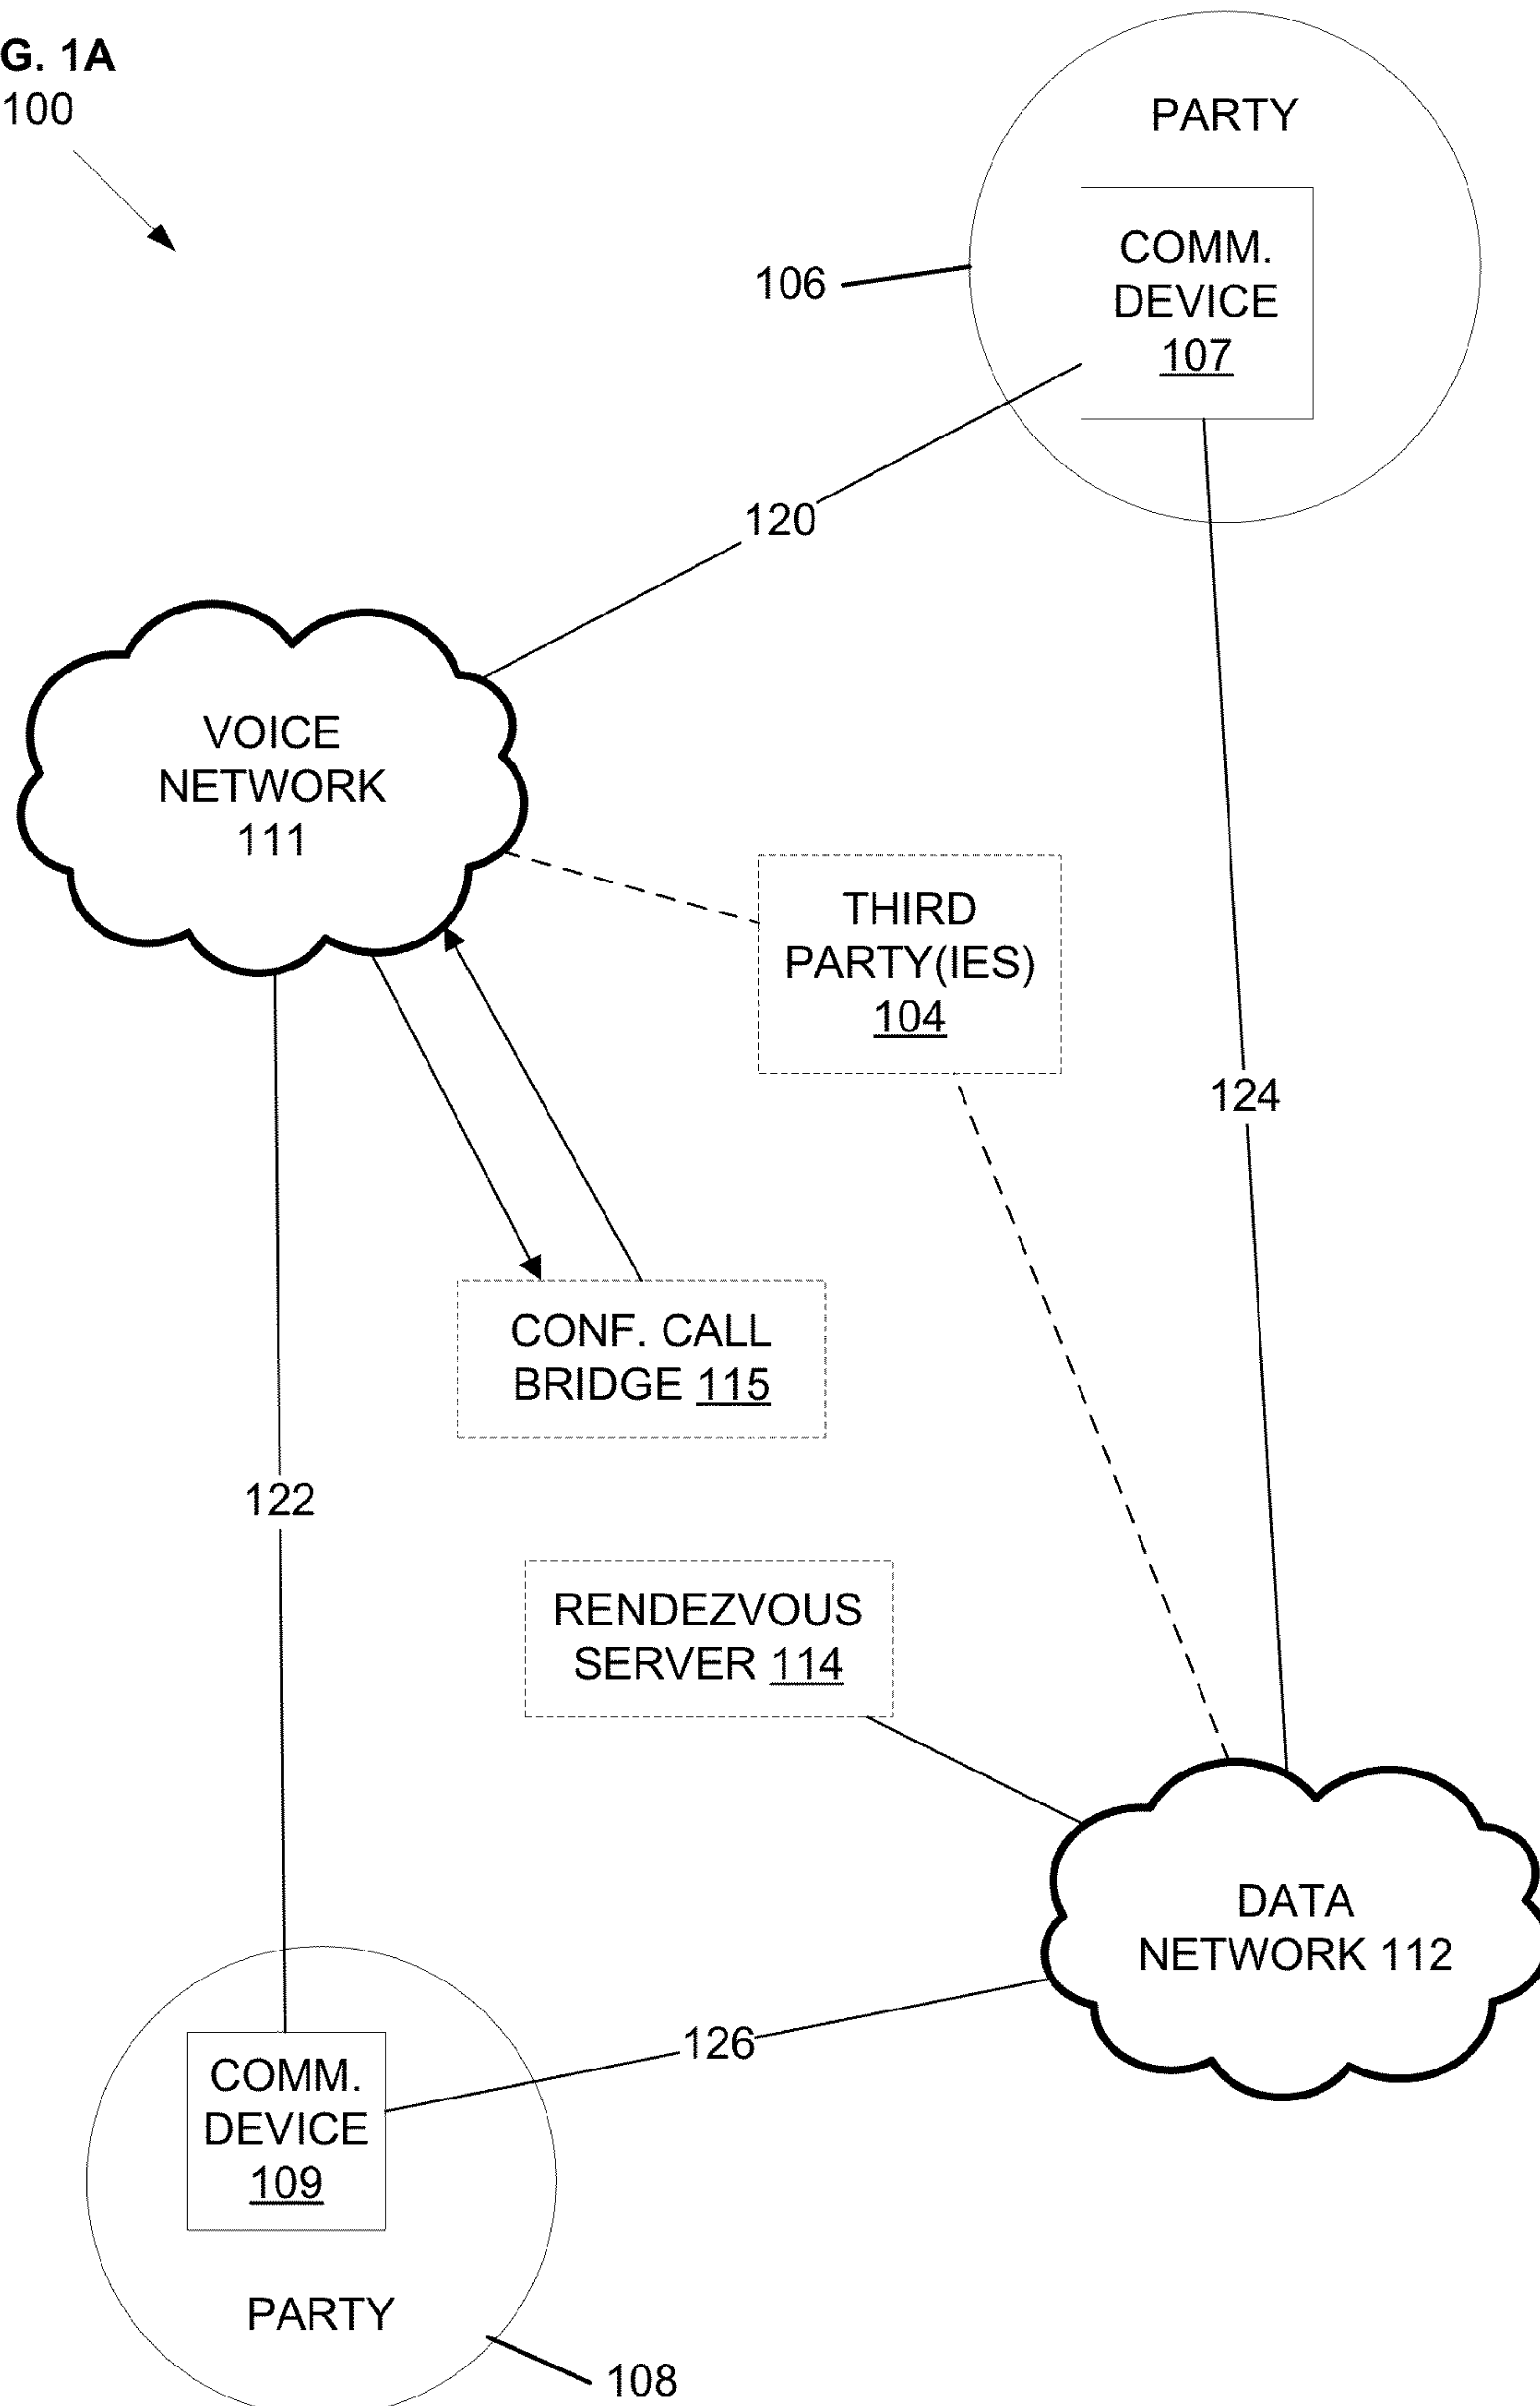 G. 1A
100
PARTY
COMM.
DEVICE
107
106
120
VOICE
NETWORK
111
THIRD
PARTY(IES)
104
124
CONF. CALL
BRIDGE 115
122
RENDEZVOUS
SERVER 114
DATA
NETWORK 112
126
COMM.
DEVICE
109
PARTY
108